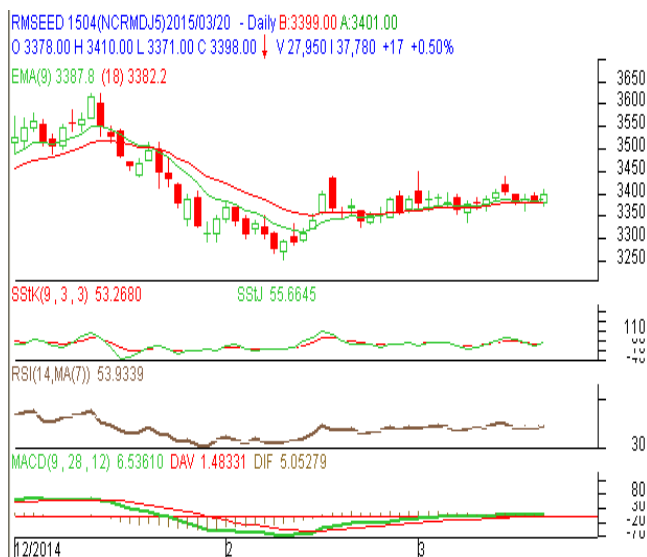 RMSEED 1504(NCRMDJ5)2015/03/20 - Daily B:3399.00 A:3401.00
O 3378.00 H 3410.00 L 3371.00 C 3398.00 ↓ V 27,950 I 37,780 +17 +0.50%
EMA(9) 3387.8 (18) 3382.2
3650
3600
3550
3500
3450
3400
3350
3300
3250
SStK(9,3,3) 53.2680 SStJ 55.6645
110
RSI(14,MA(7)) 53.9339
30
MACD(9,28,12) 6.53610 DAV 1.48331 DIF 5.05279
80
30
-20
-70
12/2014 2 3